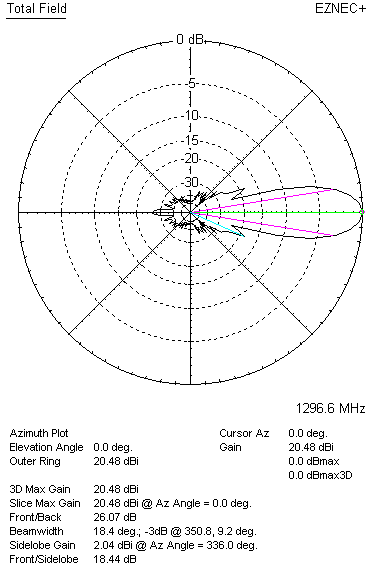 Total Field
EZNEC+
0 dB
-5
-10
-15
-20
-30
1296.6 MHz
Azimuth Plot
Elevation Angle 0.0 deg.
Outer Ring 20.48 dBi
Cursor Az 0.0 deg.
Gain 20.48 dBi
0.0 dBmax
0.0 dBmax3D
3D Max Gain 20.48 dBi
Slice Max Gain 20.48 dBi @ Az Angle = 0.0 deg.
Front/Back 26.07 dB
Beamwidth 18.4 deg.; -3dB @ 350.8, 9.2 deg.
Sidelobe Gain 2.04 dBi @ Az Angle = 336.0 deg.
Front/Sidelobe 18.44 dB